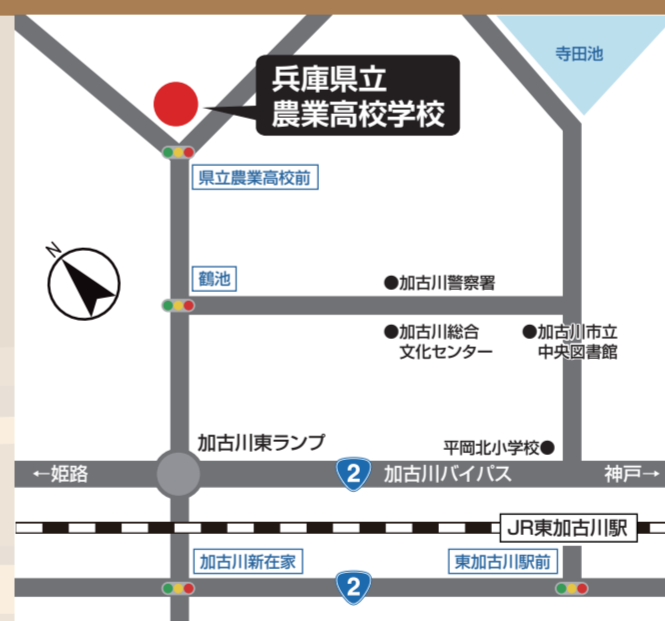 寺田池
兵庫県立
農業高校学校
県立農業高校前
N
鶴池
●加古川警察署
●加古川総合
文化センター
●加古川市立
中央図書館
加古川東ランプ
平岡北小学校●
←姫路
2
加古川バイパス
神戸→
JR東加古川駅
加古川新在家
東加古川駅前
2